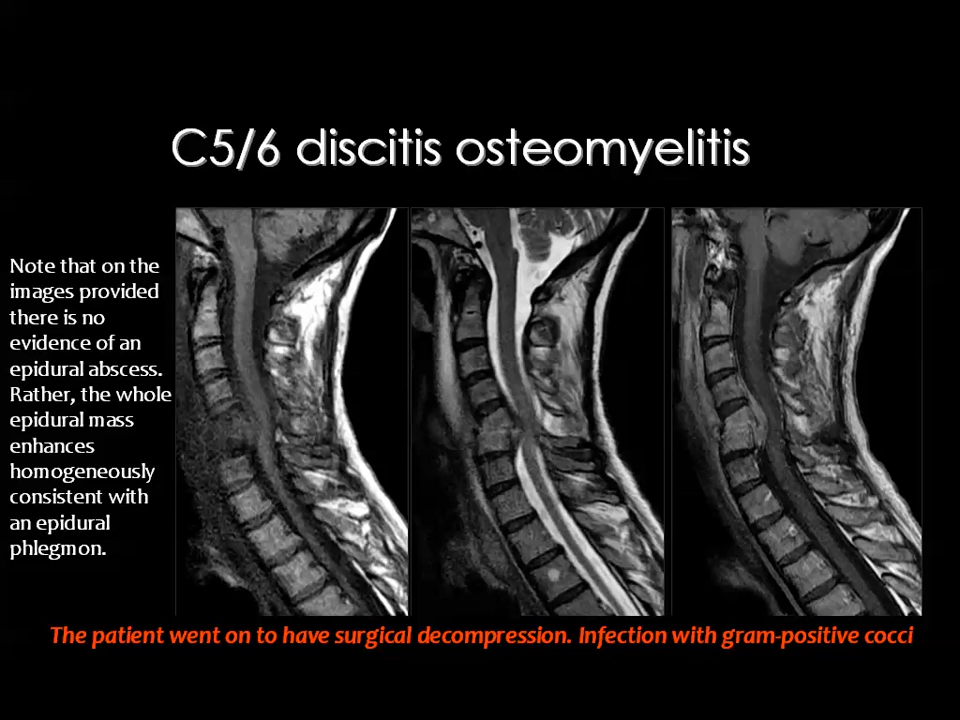 C5/6 discitis osteomyelitis
Note that on the
images provided
there is no
evidence of an
epidural abscess.
Rather, the whole
epidural mass
enhances
homogeneously
consistent with
an epidural
phlegmon.
The patient went on to have surgical decompression. Infection with gram-positive cocci